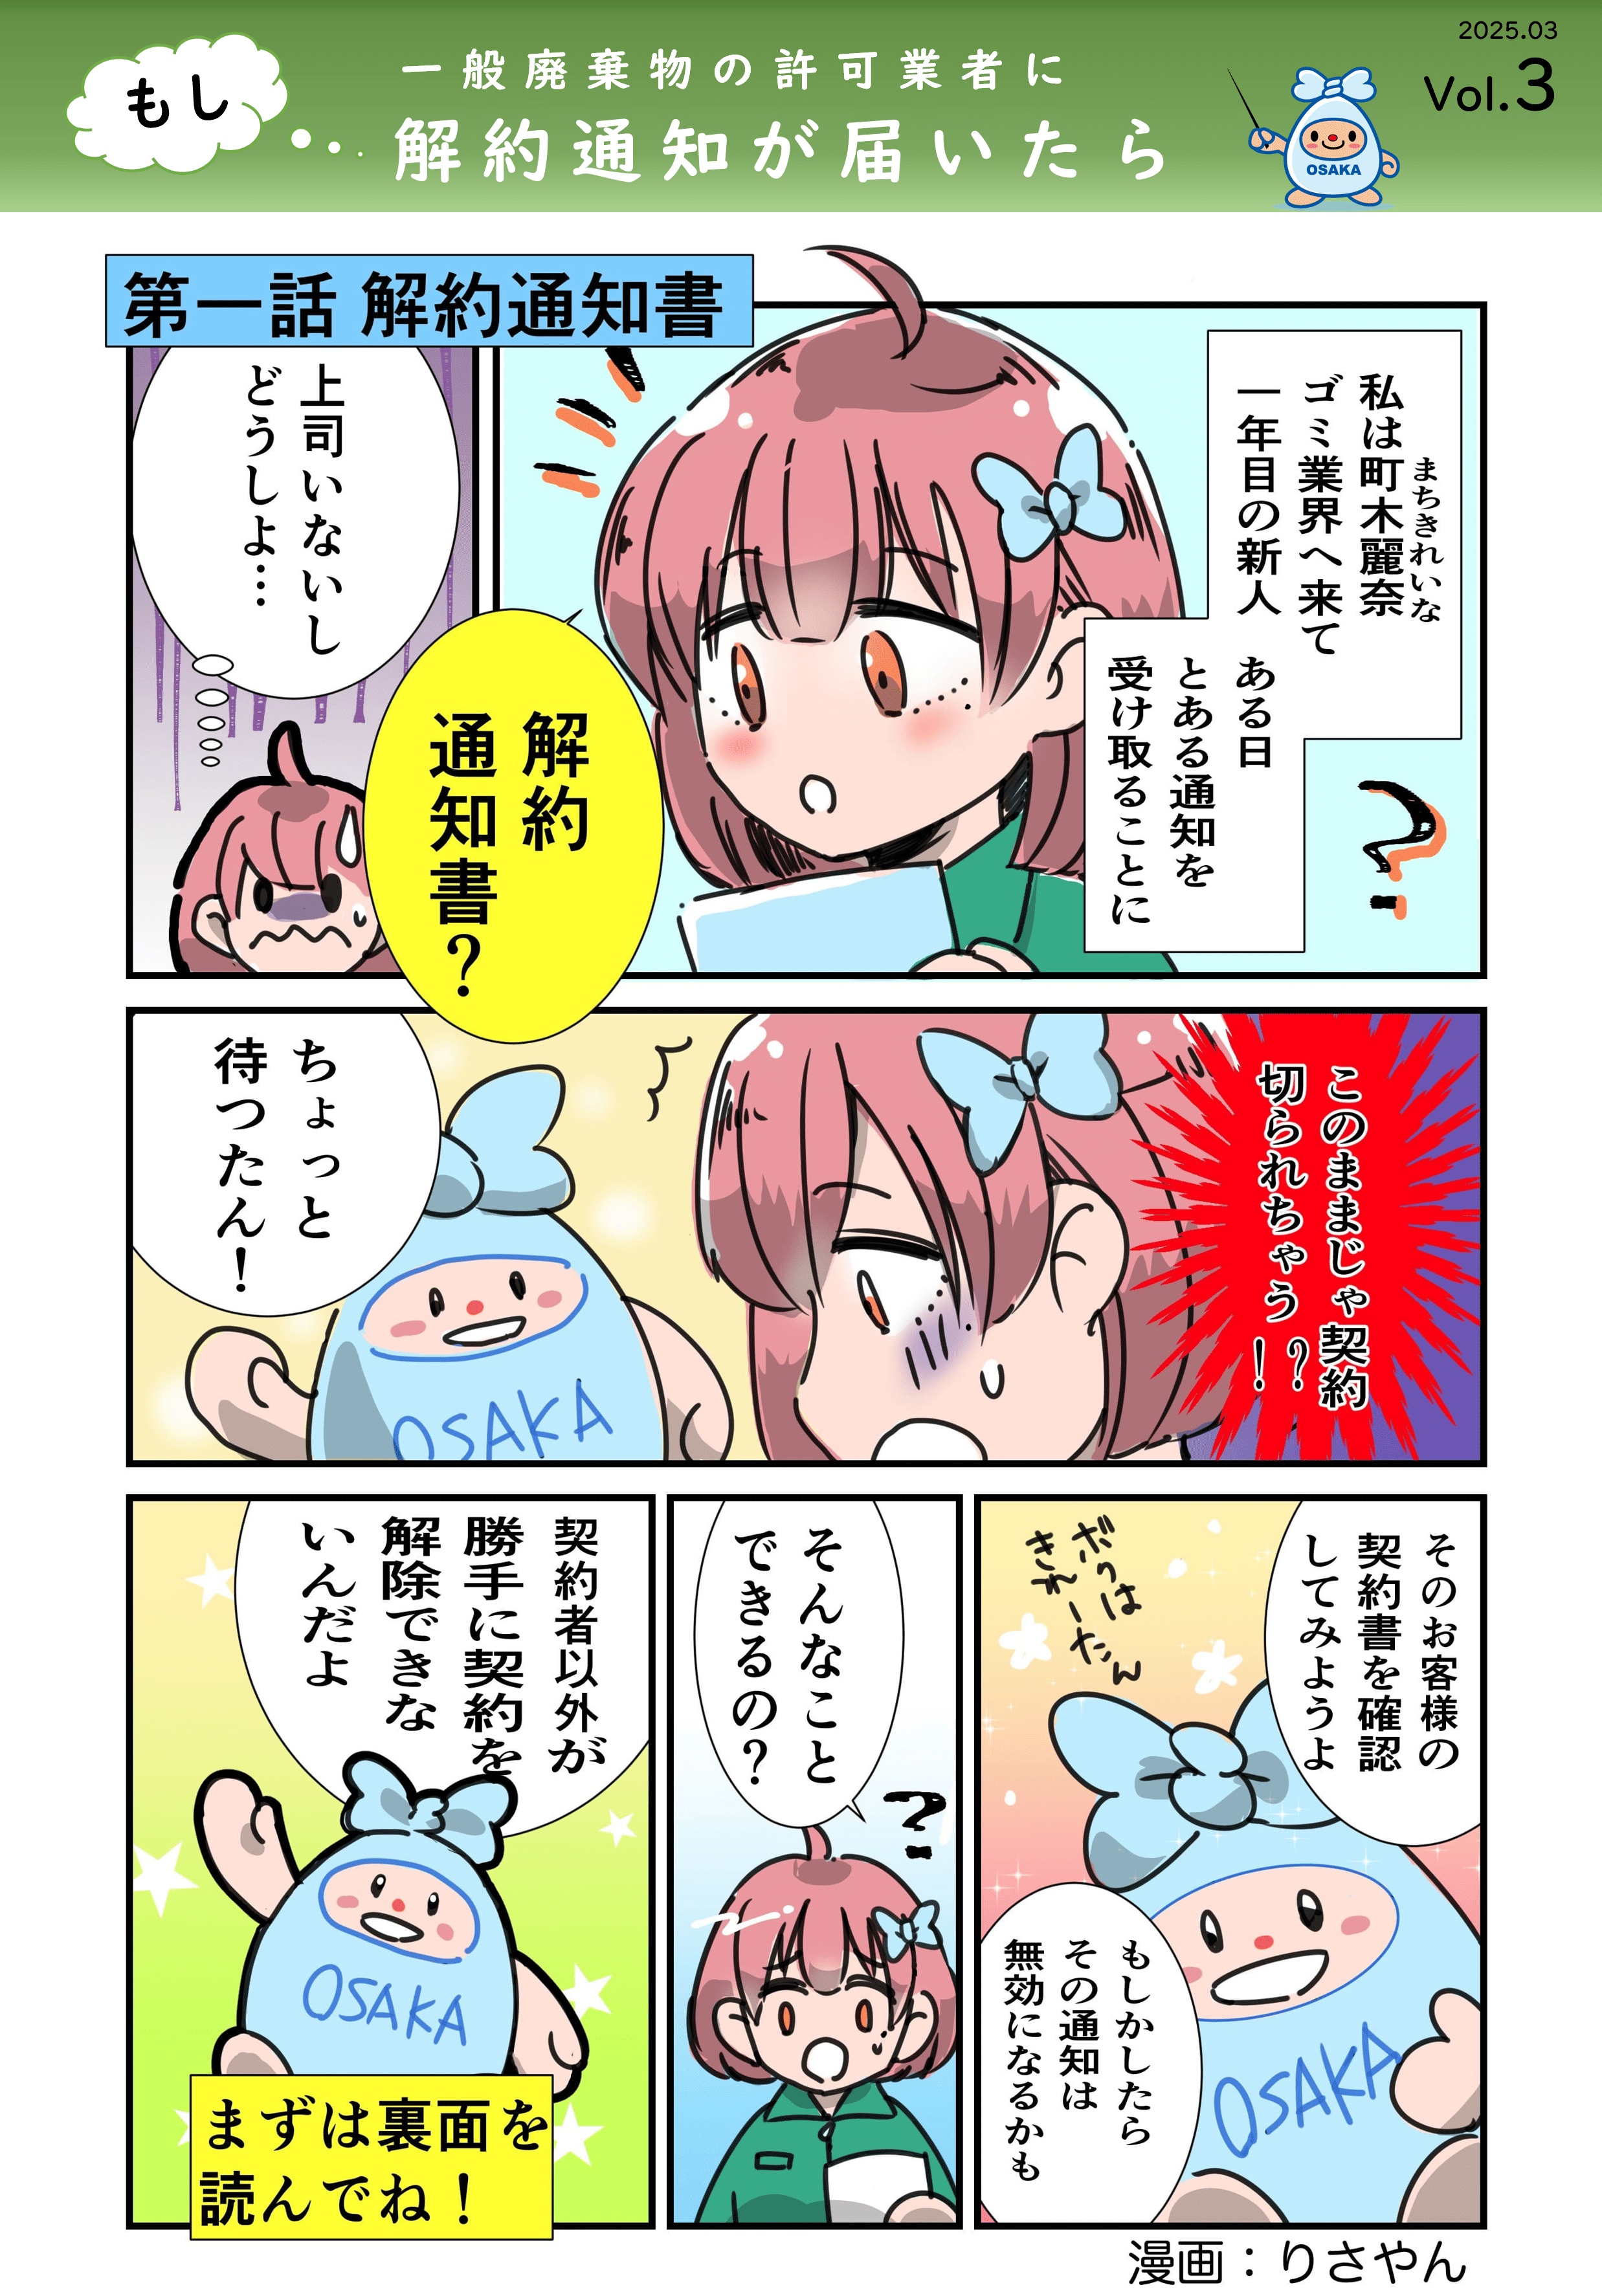 2025.03
Vol.3
もし
一般廃棄物の許可業者に
解約通知が届いたら
OSAKA
第一話 解約通知書
私は町木麗奈
まちきれいな
ゴミ業界へ来て
一年目の新人
ある日
とある通知を
受け取ることに
解約
通知書?
上司いないし
どうしよ…
このままじゃ契約
切られちゃう!?
ちょっと
待つたん!
OSAKA
そのお客様の
契約書を確認
してみようよ
ボクは
きれーたん
もしかしたら
その通知は
無効になるかも
OSAKA
そんなこと
できるの?
契約者以外が
勝手に契約を
解除できな
いんだよ
OSAKA
まずは裏面を
読んでね!
漫画：りさやん